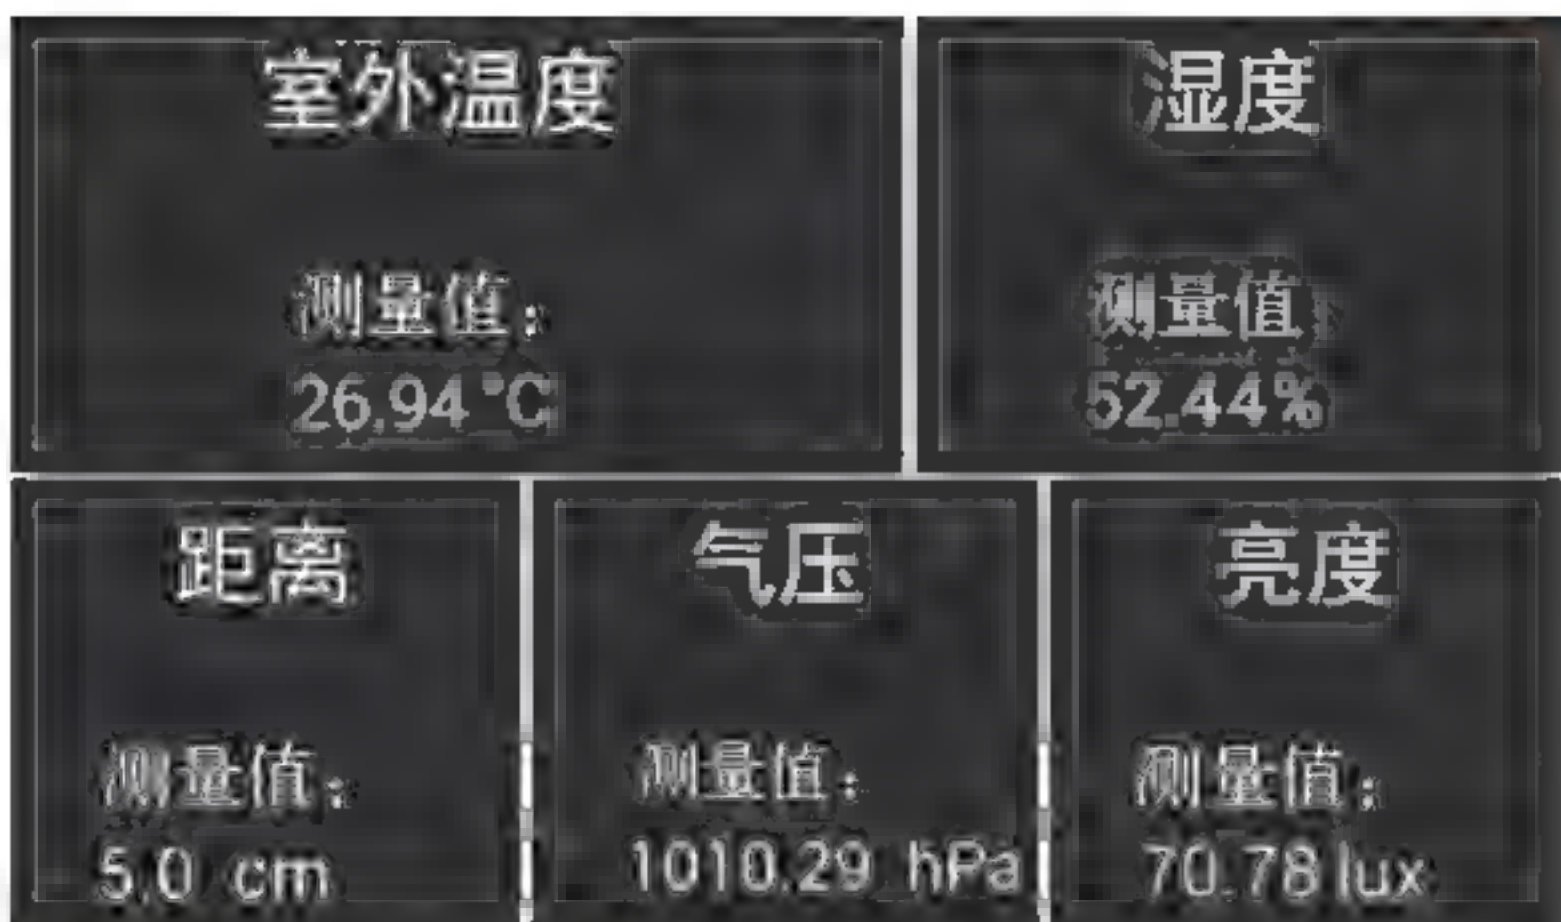 室外温度
测量值：
26.94 ℃
湿度
测量值：
52.44%
距离
测量值：
5.0 cm
气压
测量值：
1010.29 hPa
亮度
测量值：
70.78 lux